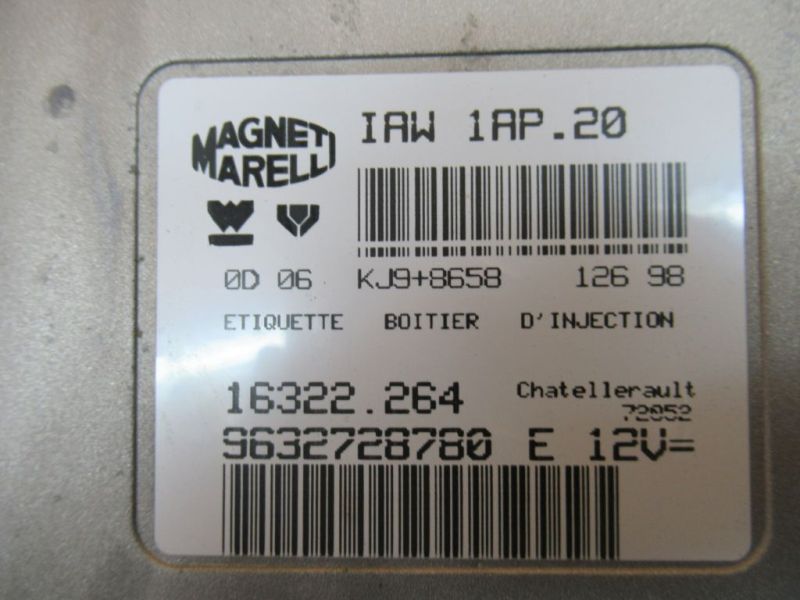 MAGNETI MARELLI
IAW 1AP.20
0D 06 KJ9+8658 126 98
ETIQUETTE BOITIER D'INJECTION
16322.264 Chatellerault
72052
9632728780 E 12V=